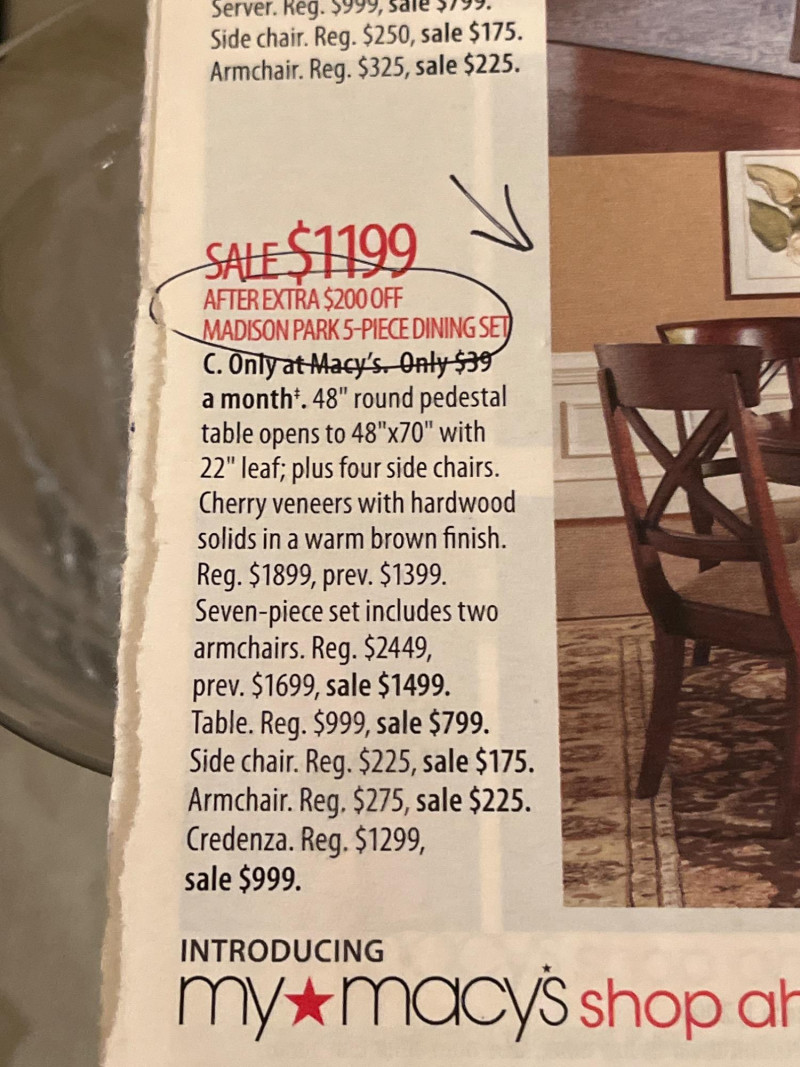 Server. Reg. $999, sale $799.
Side chair. Reg. $250, sale $175.
Armchair. Reg. $325, sale $225.
SALE $1199
AFTER EXTRA $200 OFF
MADISON PARK 5-PIECE DINING SET
C. Only at Macy's. Only $39
a month‡. 48" round pedestal
table opens to 48"x70" with
22" leaf; plus four side chairs.
Cherry veneers with hardwood
solids in a warm brown finish.
Reg. $1899, prev. $1399.
Seven-piece set includes two
armchairs. Reg. $2449,
prev. $1699, sale $1499.
Table. Reg. $999, sale $799.
Side chair. Reg. $225, sale $175.
Armchair. Reg. $275, sale $225.
Credenza. Reg. $1299,
sale $999.
INTRODUCING
my★macy's shop ah